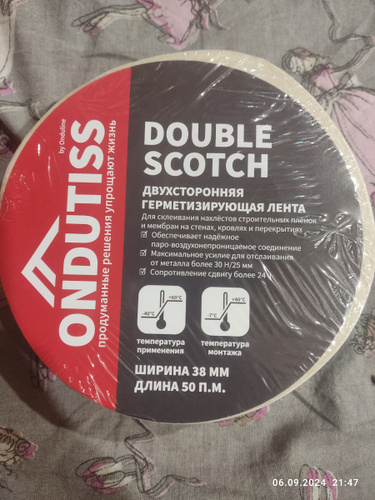 ONDUTISS
by Onduline
продуманные решения упрощают жизнь
DOUBLE
SCOTCH
ДВУХСТОРОННЯЯ
ГЕРМЕТИЗИРУЮЩАЯ ЛЕНТА
Для склеивания нахлёстов строительных плёнок
и мембран на стенах, кровлях и перекрытиях
Обеспечивает надёжное
паро-воздухонепроницаемое соединение
Максимальное усилие для отслаивания
от металла более 30 Н/25 мм
Сопротивление сдвигу более 24 ч
+80°C
-40°C
температура
применения
+40°C
температура
монтажа
ШИРИНА 38 ММ
ДЛИНА 50 П.М.
06.09.2024 21:47